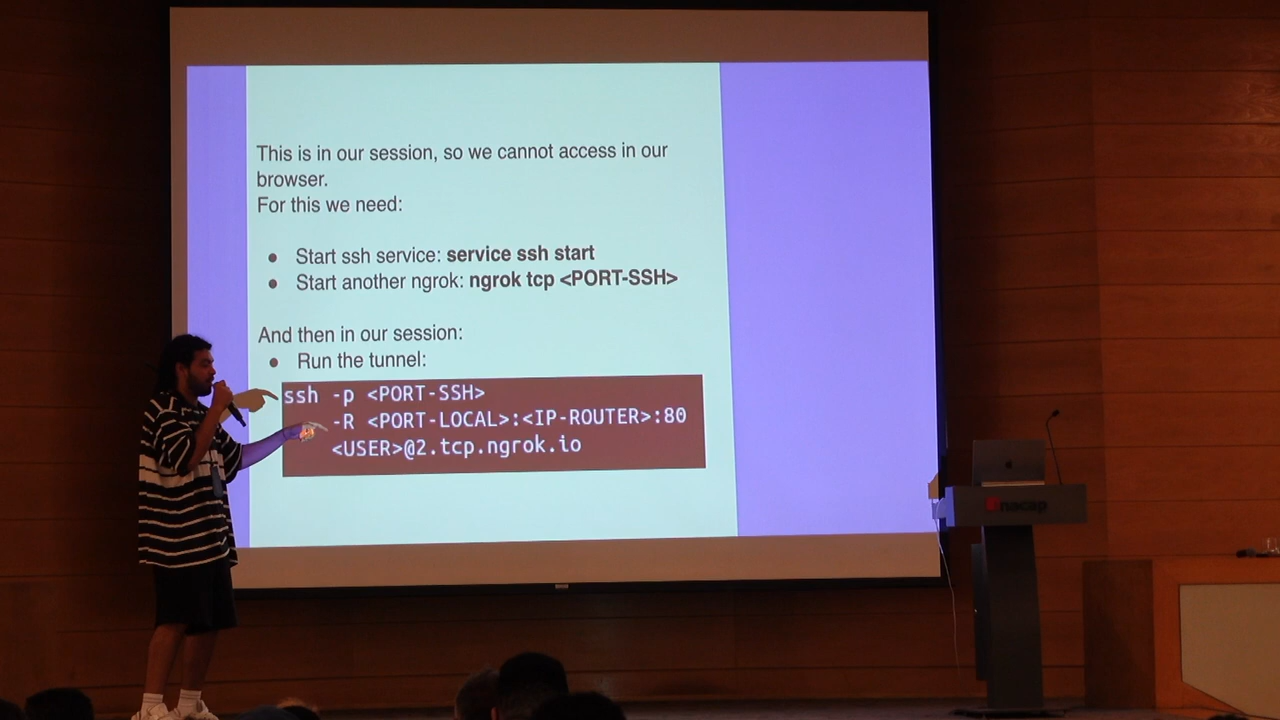 This is in our session, so we cannot access in our
browser.
For this we need:
● Start ssh service: service ssh start
● Start another ngrok: ngrok tcp <PORT-SSH>
And then in our session:
● Run the tunnel:
ssh -p <PORT-SSH>
-R <PORT-LOCAL>:<IP-ROUTER>:80
<USER>@2.tcp.ngrok.io
inacap